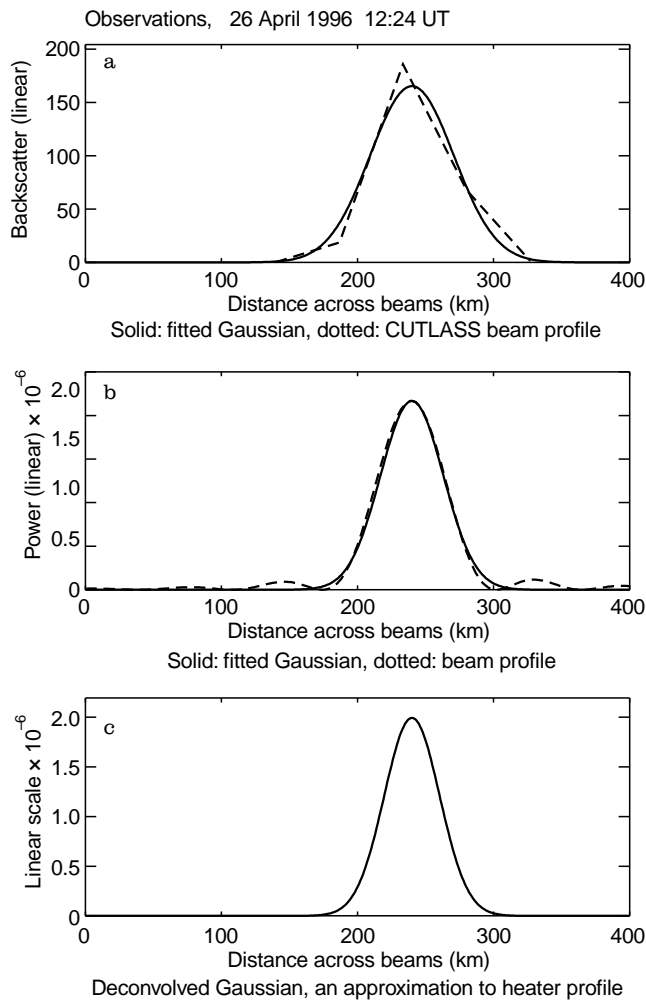 Observations, 26 April 1996 12:24 UT
a
Backscatter (linear)
200
150
100
50
0
0 100 200 300 400
Distance across beams (km)
Solid: fitted Gaussian, dotted: CUTLASS beam profile
b
Power (linear) × 10⁻⁶
2.0
1.5
1.0
0.5
0
0 100 200 300 400
Distance across beams (km)
Solid: fitted Gaussian, dotted: beam profile
c
Linear scale × 10⁻⁶
2.0
1.5
1.0
0.5
0
0 100 200 300 400
Distance across beams (km)
Deconvolved Gaussian, an approximation to heater profile